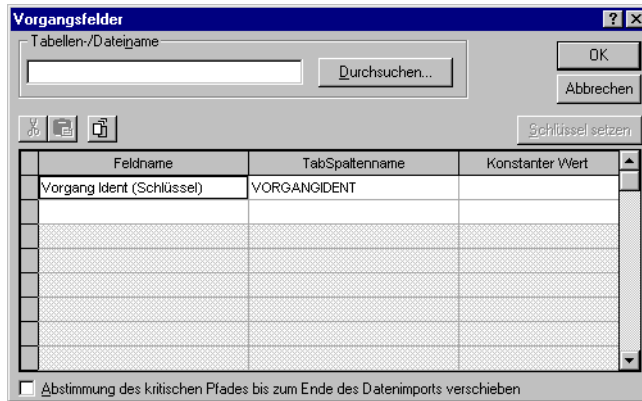 Vorgangsfelder
Tabellen-/Dateiname
Durchsuchen...
OK
Abbrechen
Schlüssel setzen
Feldname TabSpaltenname Konstanter Wert
Vorgang Ident (Schlüssel) VORGANGIDENT
Abstimmung des kritischen Pfades bis zum Ende des Datenimports verschieben